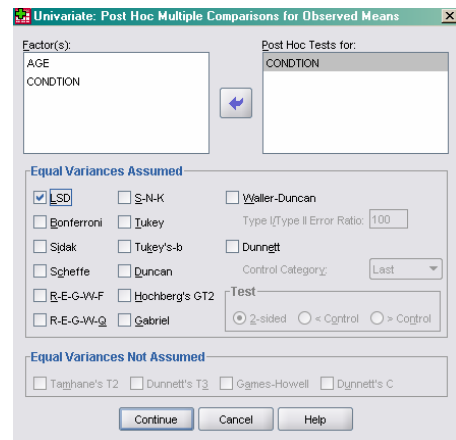 Univariate: Post Hoc Multiple Comparisons for Observed Means
Factor(s):
AGE
CONDTION
Post Hoc Tests for:
CONDTION
Equal Variances Assumed
LSD
S-N-K
Waller-Duncan
Bonferroni
Tukey
Type I/Type II Error Ratio: 100
Sidak
Tukey's-b
Dunnett
Scheffe
Duncan
Control Category: Last
R-E-G-W-F
Hochberg's GT2
Test
R-E-G-W-Q
Gabriel
2-sided
< Control
> Control
Equal Variances Not Assumed
Tamhane's T2
Dunnett's T3
Games-Howell
Dunnett's C
Continue
Cancel
Help